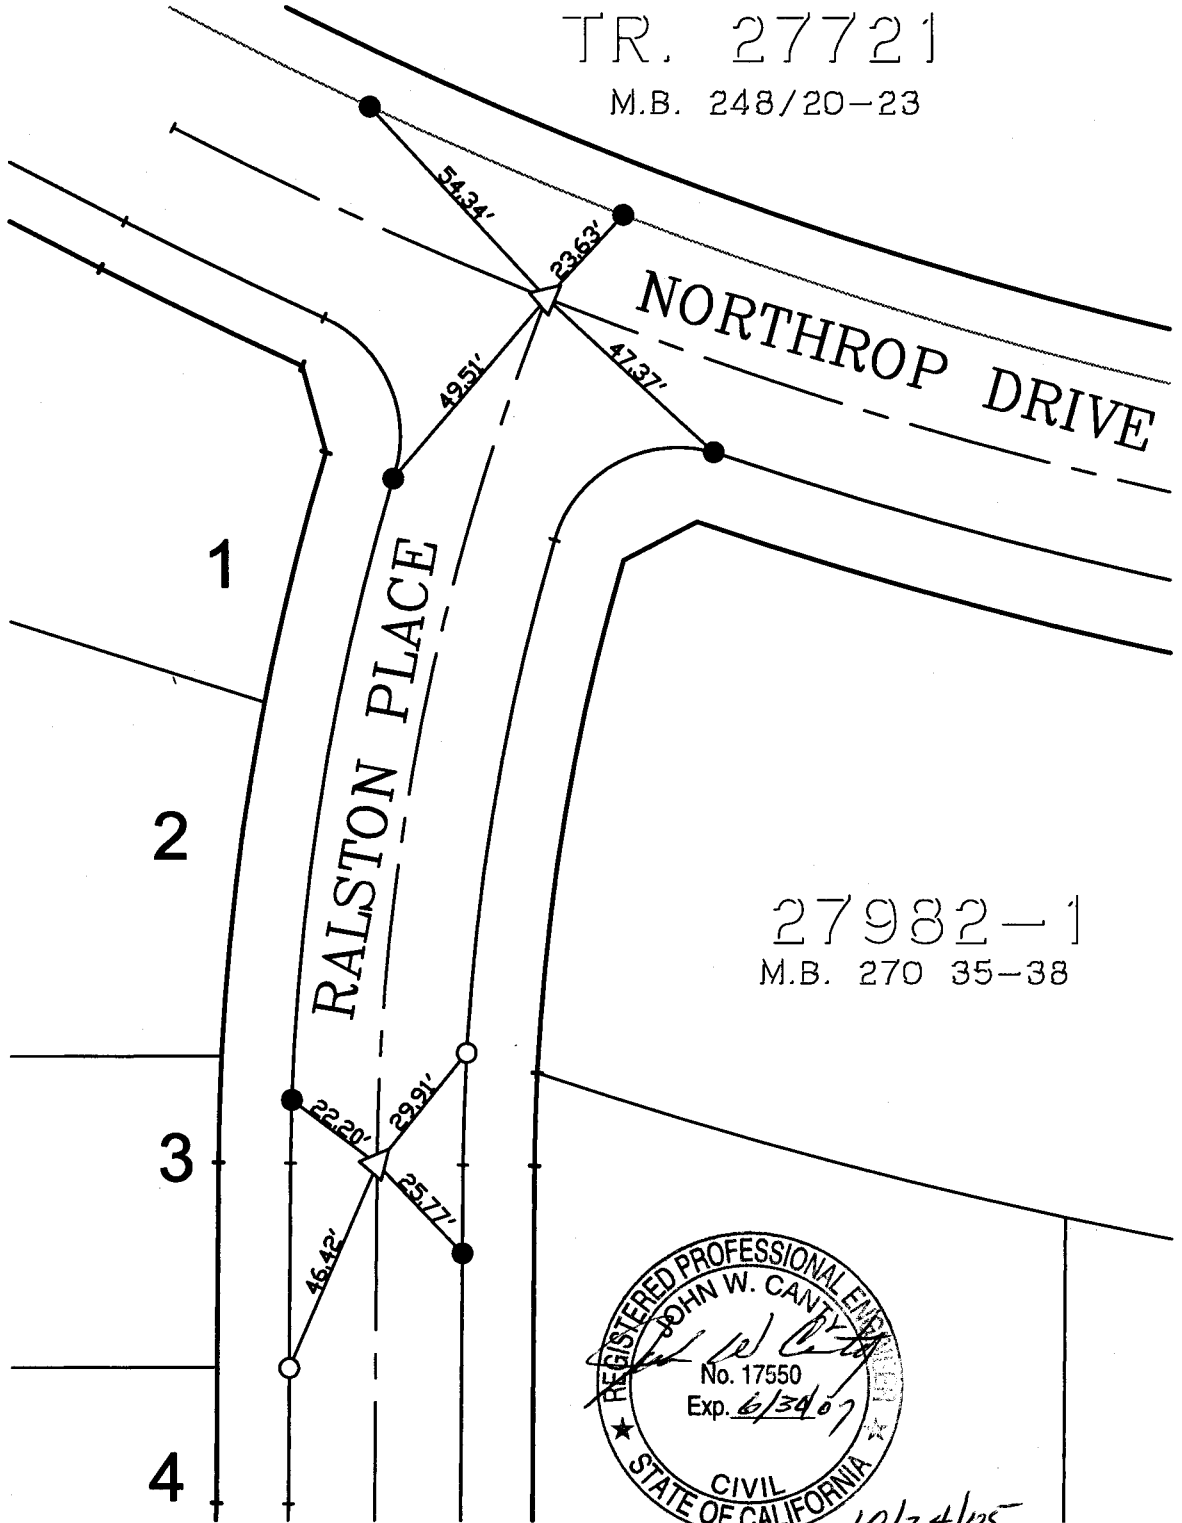 TR. 27721
M.B. 248/20-23
54.34'
23.63'
NORTHROP DRIVE
49.51'
47.37'
1
RALSTON PLACE
2
27982-1
M.B. 270 35-38
29.91'
22.20'
3
25.77'
46.42'
REGISTERED PROFESSIONAL ENGINEER
JOHN W. CANTY
No. 17550
Exp. 6/30/07
4
CIVIL
STATE OF CALIFORNIA